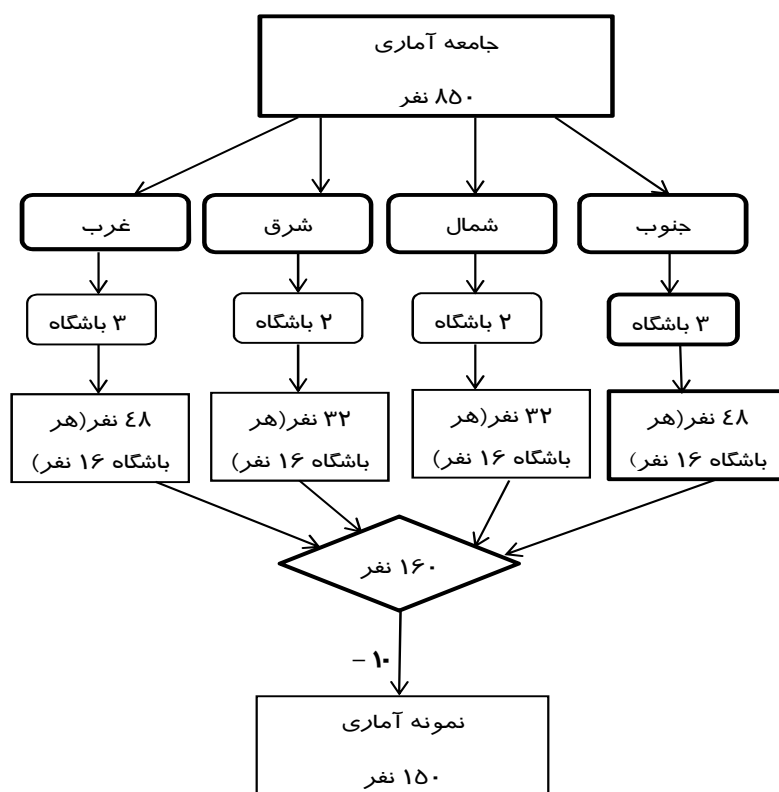 جامعه آماری
۸۵۰ نفر
جنوب
شمال
شرق
غرب
۳ باشگاه
۲ باشگاه
۲ باشگاه
۳ باشگاه
۴۸ نفر(هر
باشگاه ۱۶ نفر)
۳۲ نفر(هر
باشگاه ۱۶ نفر)
۳۲ نفر(هر
باشگاه ۱۶ نفر)
۴۸ نفر(هر
باشگاه ۱۶ نفر)
۱۶۰ نفر
– ۱۰
نمونه آماری
۱۵۰ نفر